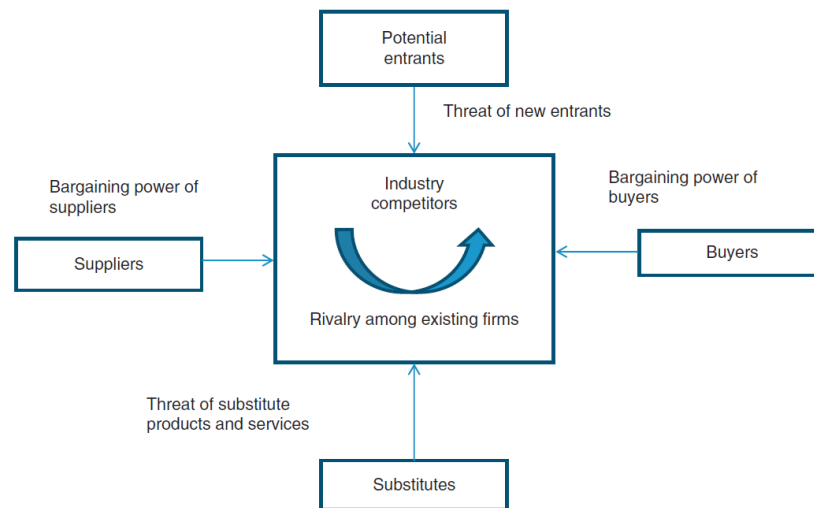 Potential
entrants
Threat of new entrants
Bargaining power of
suppliers
Industry
competitors
Bargaining power of
buyers
Suppliers
Buyers
Rivalry among existing firms
Threat of substitute
products and services
Substitutes